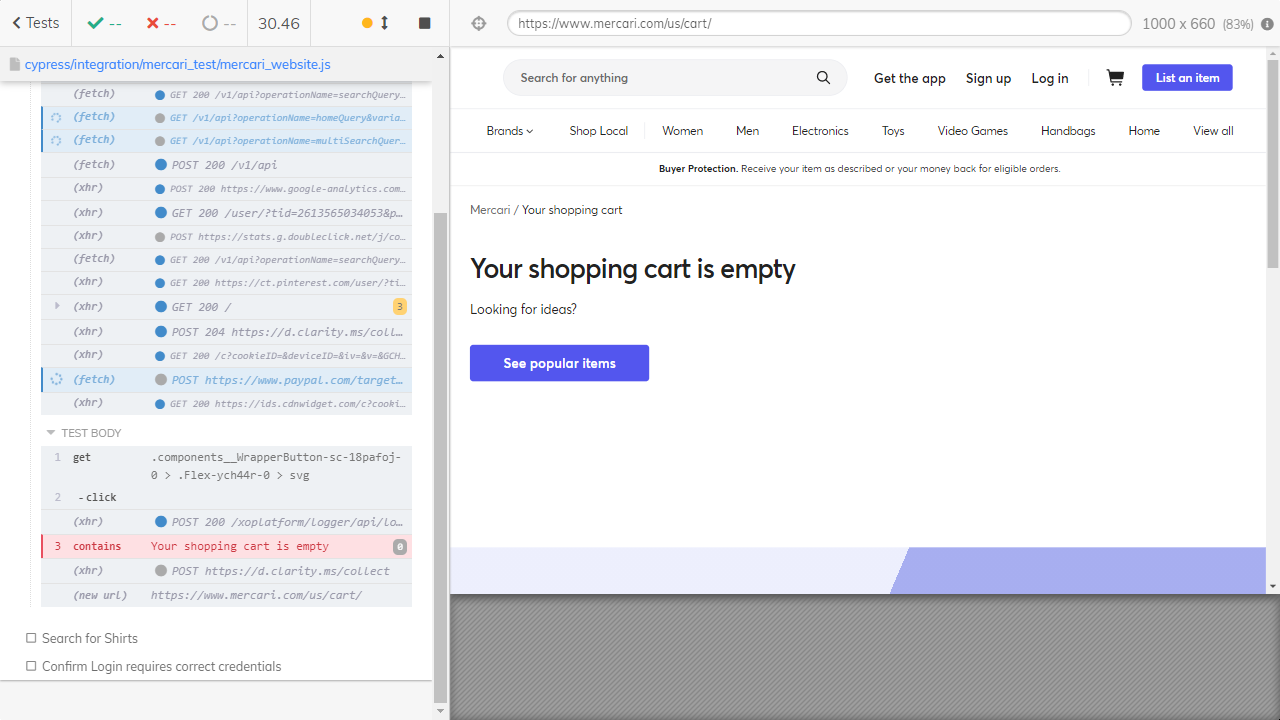 Tests
--
--
--
30.46
https://www.mercari.com/us/cart/
1000 x 660 (83%)
cypress/integration/mercari_test/mercari_website.js
(fetch) GET 200 /v1/api?operationName=searchQuery...
(fetch) GET /v1/api?operationName=homeQuery&varia...
(fetch) GET /v1/api?operationName=multiSearchQuer...
(fetch) POST 200 /v1/api
(xhr) POST 200 https://www.google-analytics.com...
(xhr) GET 200 /user/?tid=2613565034053&p...
(xhr) POST https://stats.g.doubleclick.net/j/co...
(fetch) GET 200 /v1/api?operationName=searchQuery...
(xhr) GET 200 https://ct.pinterest.com/user/?ti...
(xhr) GET 200 / 3
(xhr) POST 204 https://d.clarity.ms/coll...
(xhr) GET 200 /c?cookieID=&deviceID=&iv=&v=&GCH...
(fetch) POST https://www.paypal.com/target...
(xhr) GET 200 https://ids.cdnwidget.com/c?cooki...
TEST BODY
1 get .components__WrapperButton-sc-18pafoj-
0 > .Flex-ych44r-0 > svg
2 -click
(xhr) POST 200 /xoplatform/logger/api/lo...
3 contains Your shopping cart is empty 0
(xhr) POST https://d.clarity.ms/collect
(new url) https://www.mercari.com/us/cart/
Search for Shirts
Confirm Login requires correct credentials
Search for anything
Get the app Sign up Log in List an item
Brands Shop Local Women Men Electronics Toys Video Games Handbags Home View all
Buyer Protection. Receive your item as described or your money back for eligible orders.
Mercari / Your shopping cart
Your shopping cart is empty
Looking for ideas?
See popular items